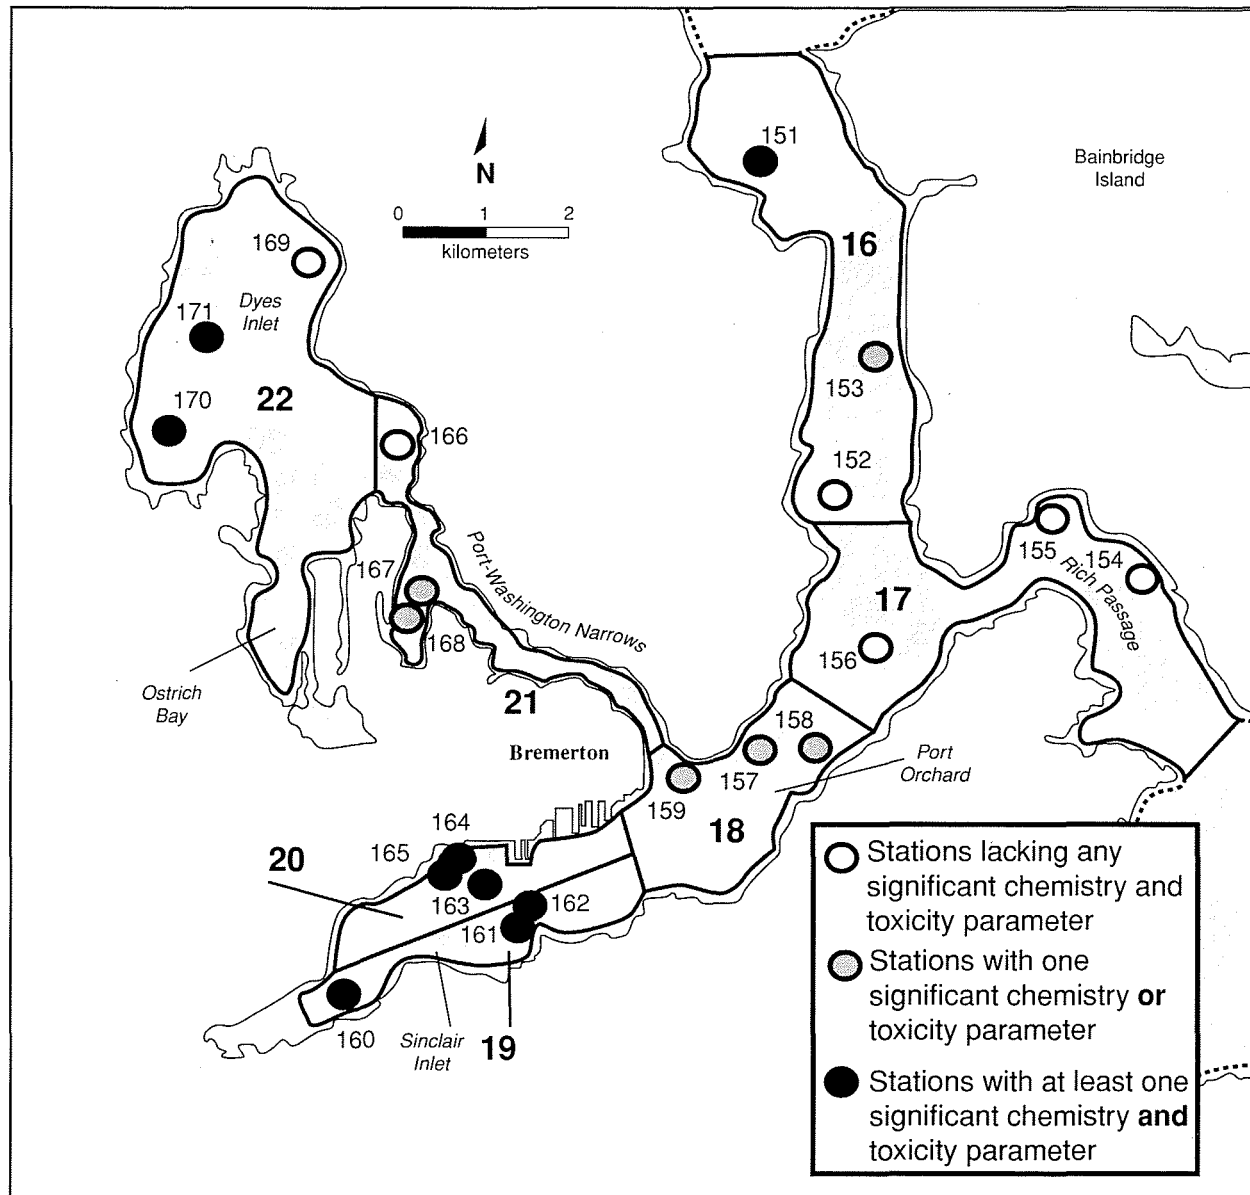 151
Bainbridge
Island
N
0
1
2
kilometers
16
169
Dyes
Inlet
171
170
22
166
153
152
155
154
Rich Passage
167
Port-Washington Narrows
168
17
156
Ostrich
Bay
21
158
Bremerton
157
Port
Orchard
159
18
164
165
20
163
162
161
160
Sinclair
Inlet
19
Stations lacking any
significant chemistry and
toxicity parameter
Stations with one
significant chemistry or
toxicity parameter
Stations with at least one
significant chemistry and
toxicity parameter